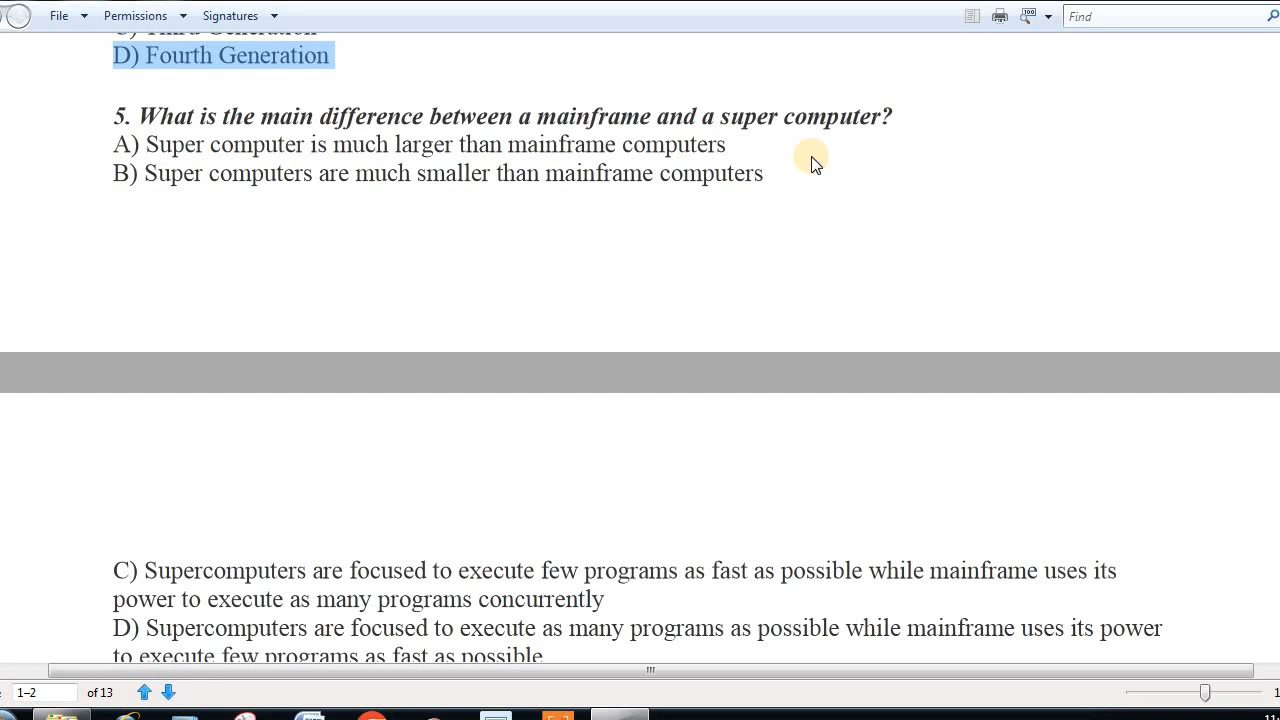 File Permissions Signatures Find
D) Fourth Generation
5. What is the main difference between a mainframe and a super computer?
A) Super computer is much larger than mainframe computers
B) Super computers are much smaller than mainframe computers
C) Supercomputers are focused to execute few programs as fast as possible while mainframe uses its
power to execute as many programs concurrently
D) Supercomputers are focused to execute as many programs as possible while mainframe uses its power
to execute few programs as fast as possible
1–2 of 13